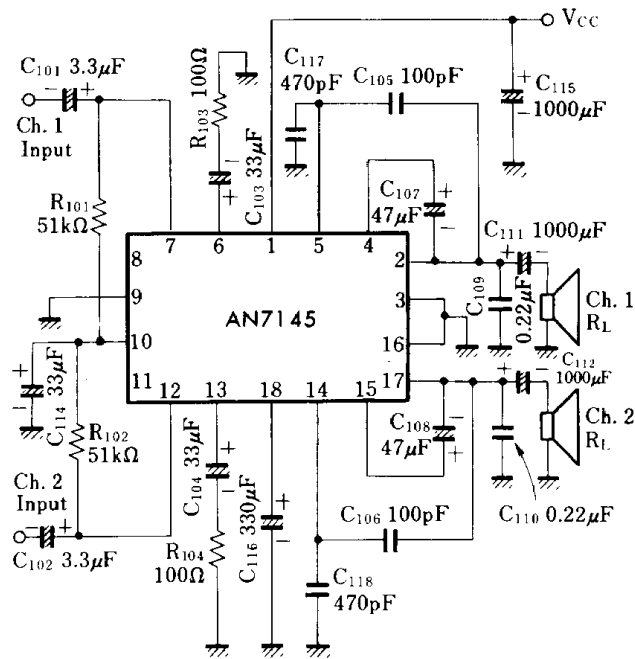 VCC
C101 3.3μF
− +
Ch. 1
Input
R101
51kΩ
R103 100Ω
−
+
C103 33μF
C117
470pF
C105 100pF
+
C115
−
1000μF
C107
47μF
+
−
C111 1000μF
+ −
C109
0.22μF
Ch. 1
RL
8
7
6
1
5
4
2
9
3
AN7145
10
16
11
12
13
18
14
15
17
+
−
C114 33μF
R102
51kΩ
Ch. 2
Input
− +
C102 3.3μF
+
−
C104 33μF
R104
100Ω
+
−
C116 330μF
C108
47μF
−
+
C112
1000μF
+ −
Ch. 2
RL
C106 100pF
C110 0.22μF
C118
470pF